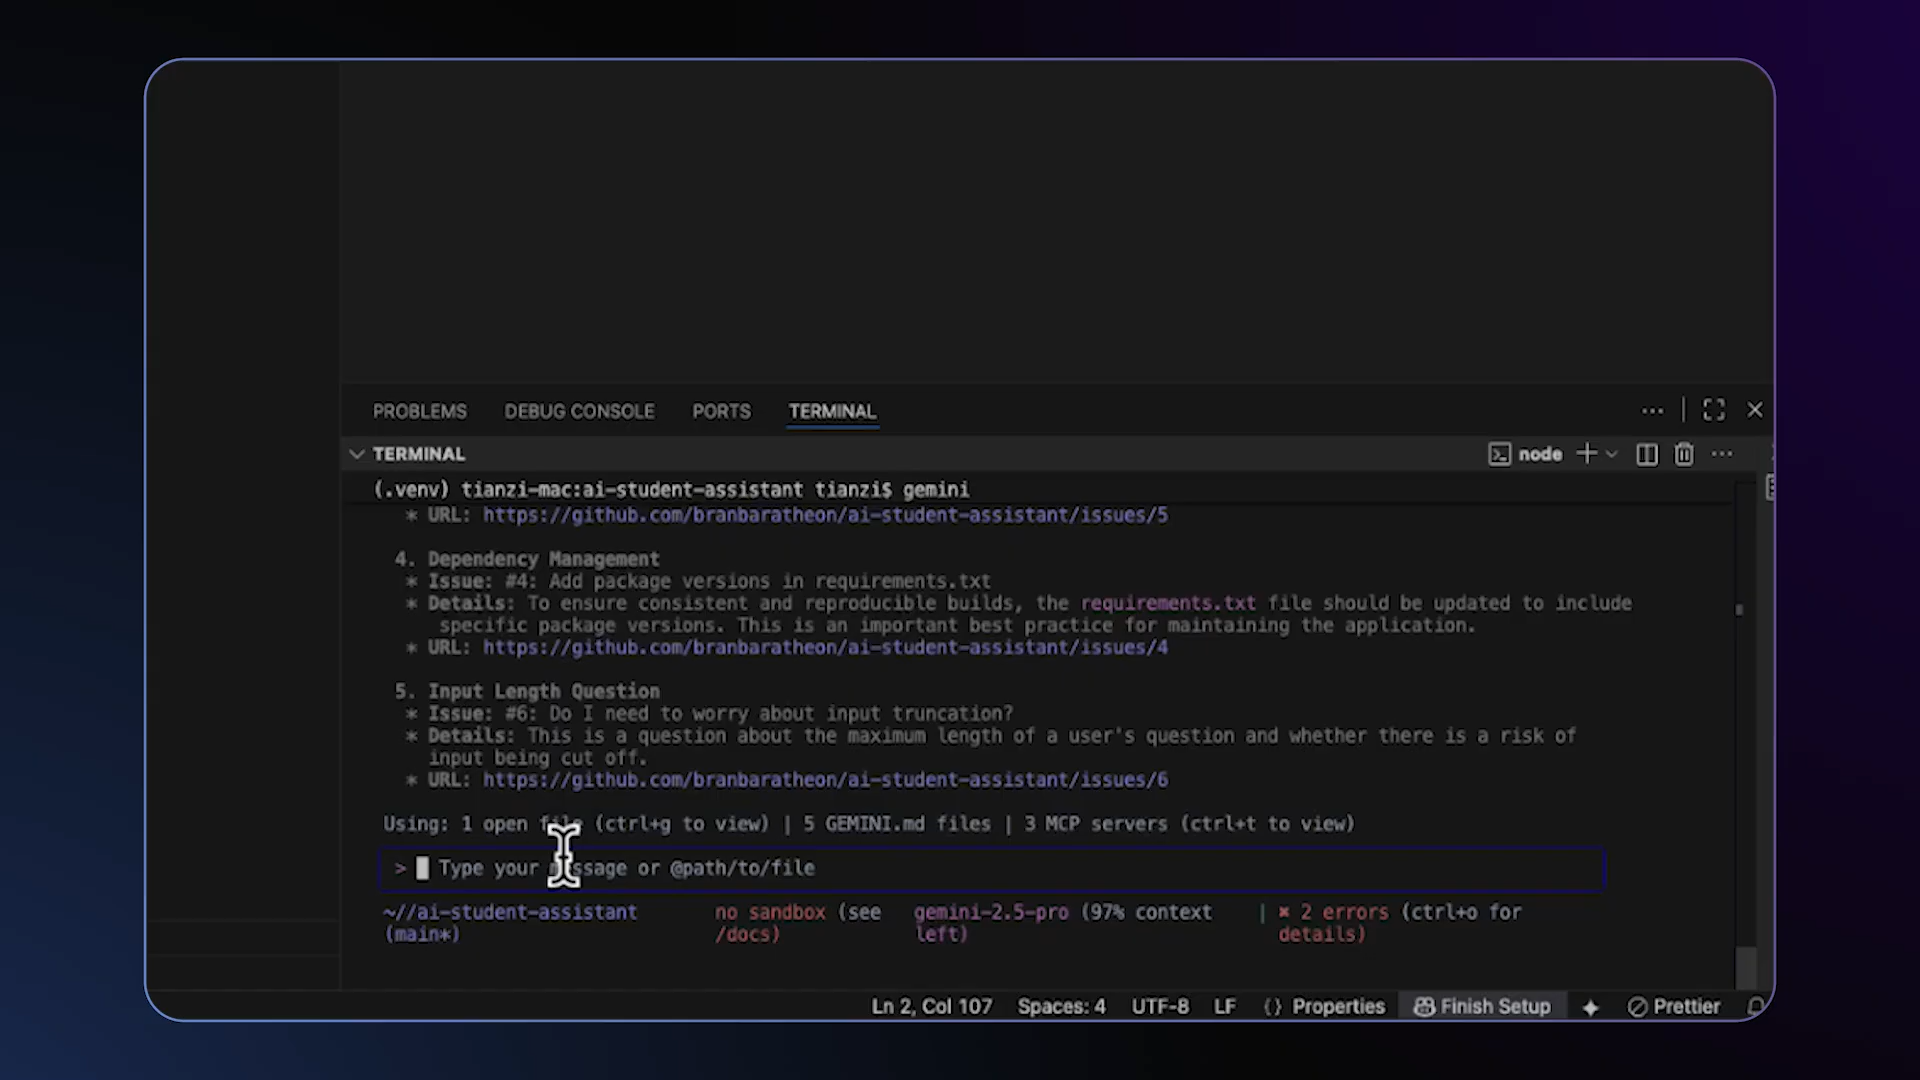 PROBLEMS DEBUG CONSOLE PORTS TERMINAL
TERMINAL node
(.venv) tianzi-mac:ai-student-assistant tianzi$ gemini
* URL: https://github.com/branbaratheon/ai-student-assistant/issues/5
4. Dependency Management
* Issue: #4: Add package versions in requirements.txt
* Details: To ensure consistent and reproducible builds, the requirements.txt file should be updated to include
specific package versions. This is an important best practice for maintaining the application.
* URL: https://github.com/branbaratheon/ai-student-assistant/issues/4
5. Input Length Question
* Issue: #6: Do I need to worry about input truncation?
* Details: This is a question about the maximum length of a user's question and whether there is a risk of
input being cut off.
* URL: https://github.com/branbaratheon/ai-student-assistant/issues/6
Using: 1 open file (ctrl+g to view) | 5 GEMINI.md files | 3 MCP servers (ctrl+t to view)
> Type your message or @path/to/file
~//ai-student-assistant no sandbox (see gemini-2.5-pro (97% context | ✖ 2 errors (ctrl+o for
(main*) /docs) left) details)
Ln 2, Col 107 Spaces: 4 UTF-8 LF {} Properties Finish Setup Prettier